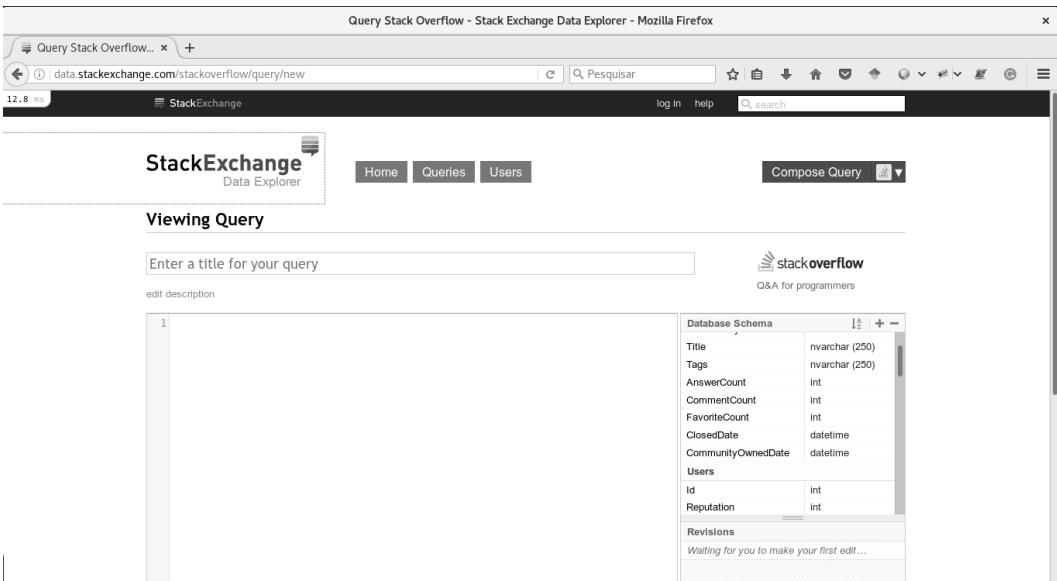 Query Stack Overflow - Stack Exchange Data Explorer - Mozilla Firefox
Query Stack Overflow...
data.stackexchange.com/stackoverflow/query/new
Pesquisar
12.8 ms
StackExchange
log in help
search
StackExchange
Data Explorer
Home Queries Users
Compose Query
Viewing Query
Enter a title for your query
stackoverflow
Q&A for programmers
edit description
1
Database Schema
Title nvarchar (250)
Tags nvarchar (250)
AnswerCount int
CommentCount int
FavoriteCount int
ClosedDate datetime
CommunityOwnedDate datetime
Users
Id int
Reputation int
Revisions
Waiting for you to make your first edit...